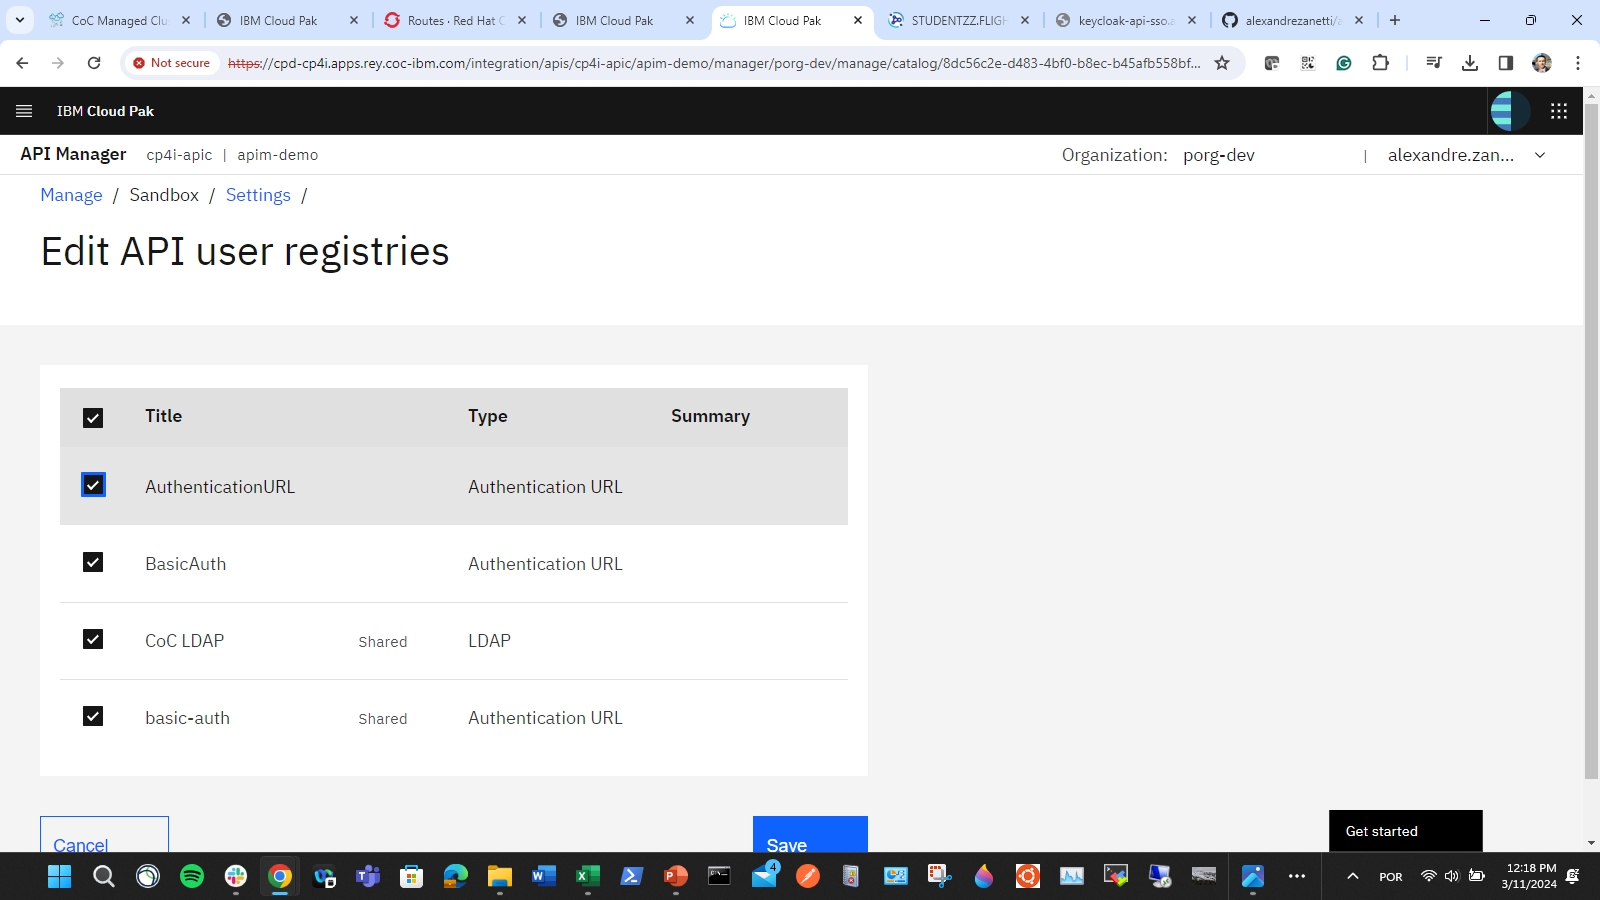 CoC Managed Clu
IBM Cloud Pak
Routes · Red Hat C
IBM Cloud Pak
IBM Cloud Pak
STUDENTZZ.FLIGH
keycloak-api-sso.a
alexandrezanetti/a
Not secure
https://cpd-cp4i.apps.rey.coc-ibm.com/integration/apis/cp4i-apic/apim-demo/manager/porg-dev/manage/catalog/8dc56c2e-d483-4bf0-b8ec-b45afb558bf...
IBM Cloud Pak
API Manager cp4i-apic | apim-demo
Organization: porg-dev | alexandre.zan...
Manage / Sandbox / Settings /
Edit API user registries
Title Type Summary
AuthenticationURL Authentication URL
BasicAuth Authentication URL
CoC LDAP Shared LDAP
basic-auth Shared Authentication URL
Cancel
Save
Get started
4
POR
12:18 PM
3/11/2024